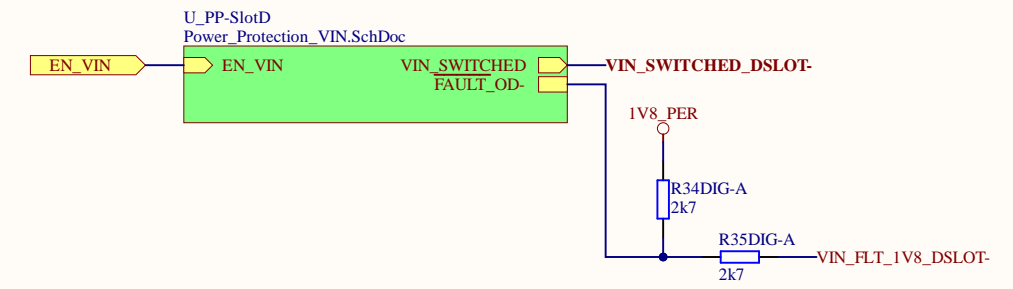 U_PP-SlotD
Power_Protection_VIN.SchDoc
EN_VIN
EN_VIN
VIN_SWITCHED
VIN_SWITCHED_DSLOT-
FAULT_OD-
1V8_PER
R34DIG-A
2k7
R35DIG-A
VIN_FLT_1V8_DSLOT-
2k7